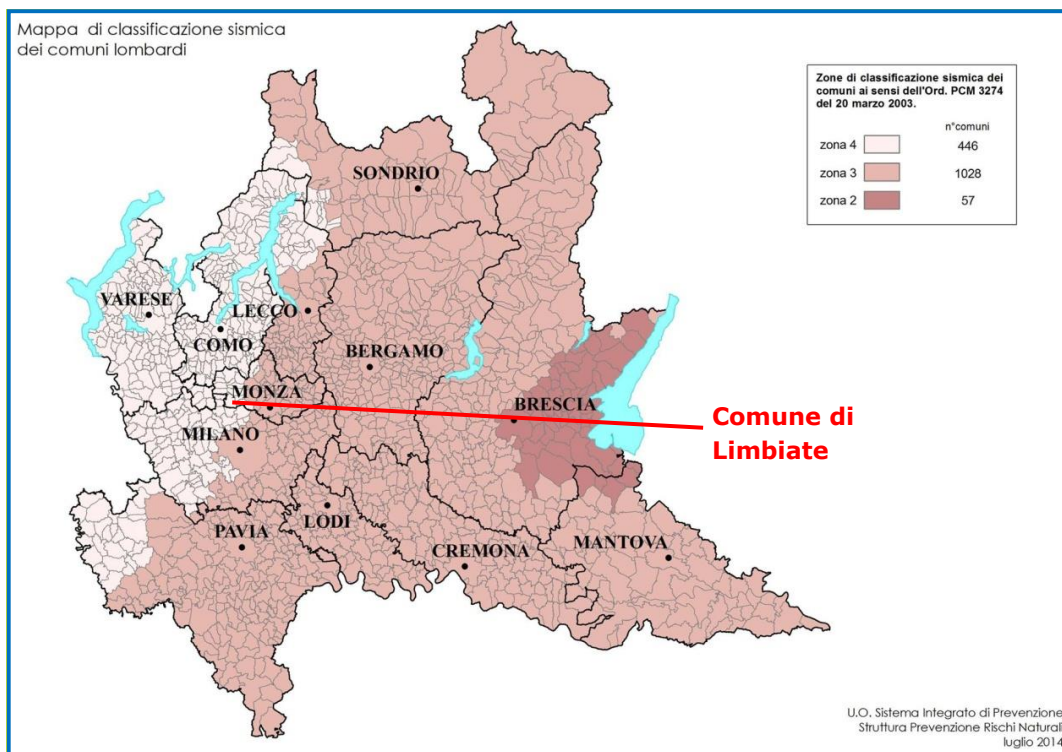 Mappa di classificazione sismica
dei comuni lombardi
Zone di classificazione sismica dei
comuni ai sensi dell'Ord. PCM 3274
del 20 marzo 2003.
n°comuni
zona 4 446
zona 3 1028
zona 2 57
SONDRIO
VARESE
LECCO
COMO
BERGAMO
MONZA
BRESCIA
MILANO
Comune di
Limbiate
LODI
PAVIA
CREMONA
MANTOVA
U.O. Sistema Integrato di Prevenzione
Struttura Prevenzione Rischi Naturali
luglio 2014